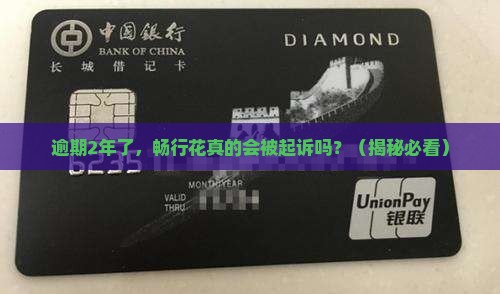 中国银行
BANK OF CHINA
DIAMOND
长城借记卡
逾期2年了，畅行花真的会被起诉吗？（揭秘必看）
MONTH/YEAR
VALID
THRU
UnionPay
银联